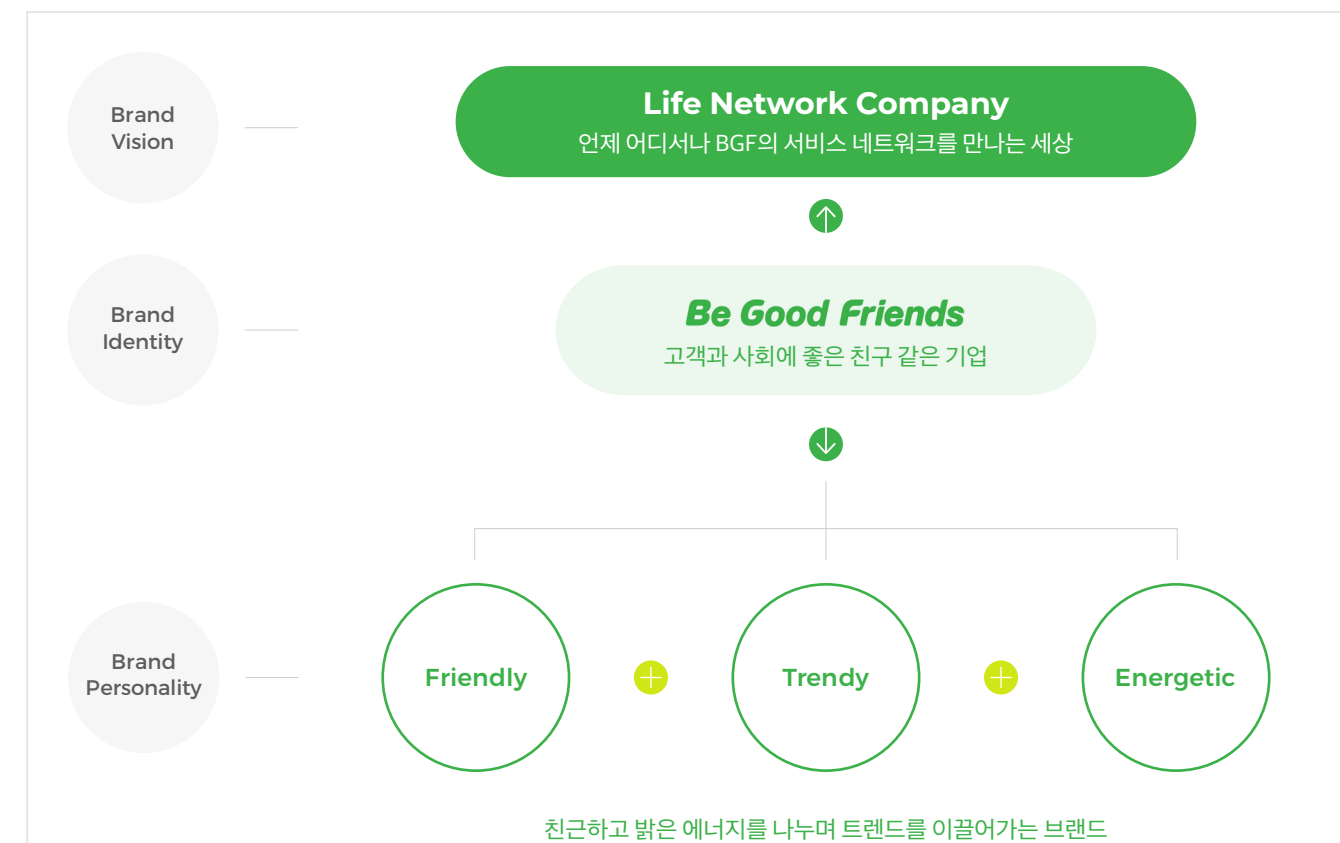 Brand
Vision
Life Network Company
언제 어디서나 BGF의 서비스 네트워크를 만나는 세상
Brand
Identity
Be Good Friends
고객과 사회에 좋은 친구 같은 기업
Brand
Personality
Friendly
Trendy
Energetic
친근하고 밝은 에너지를 나누며 트렌드를 이끌어가는 브랜드